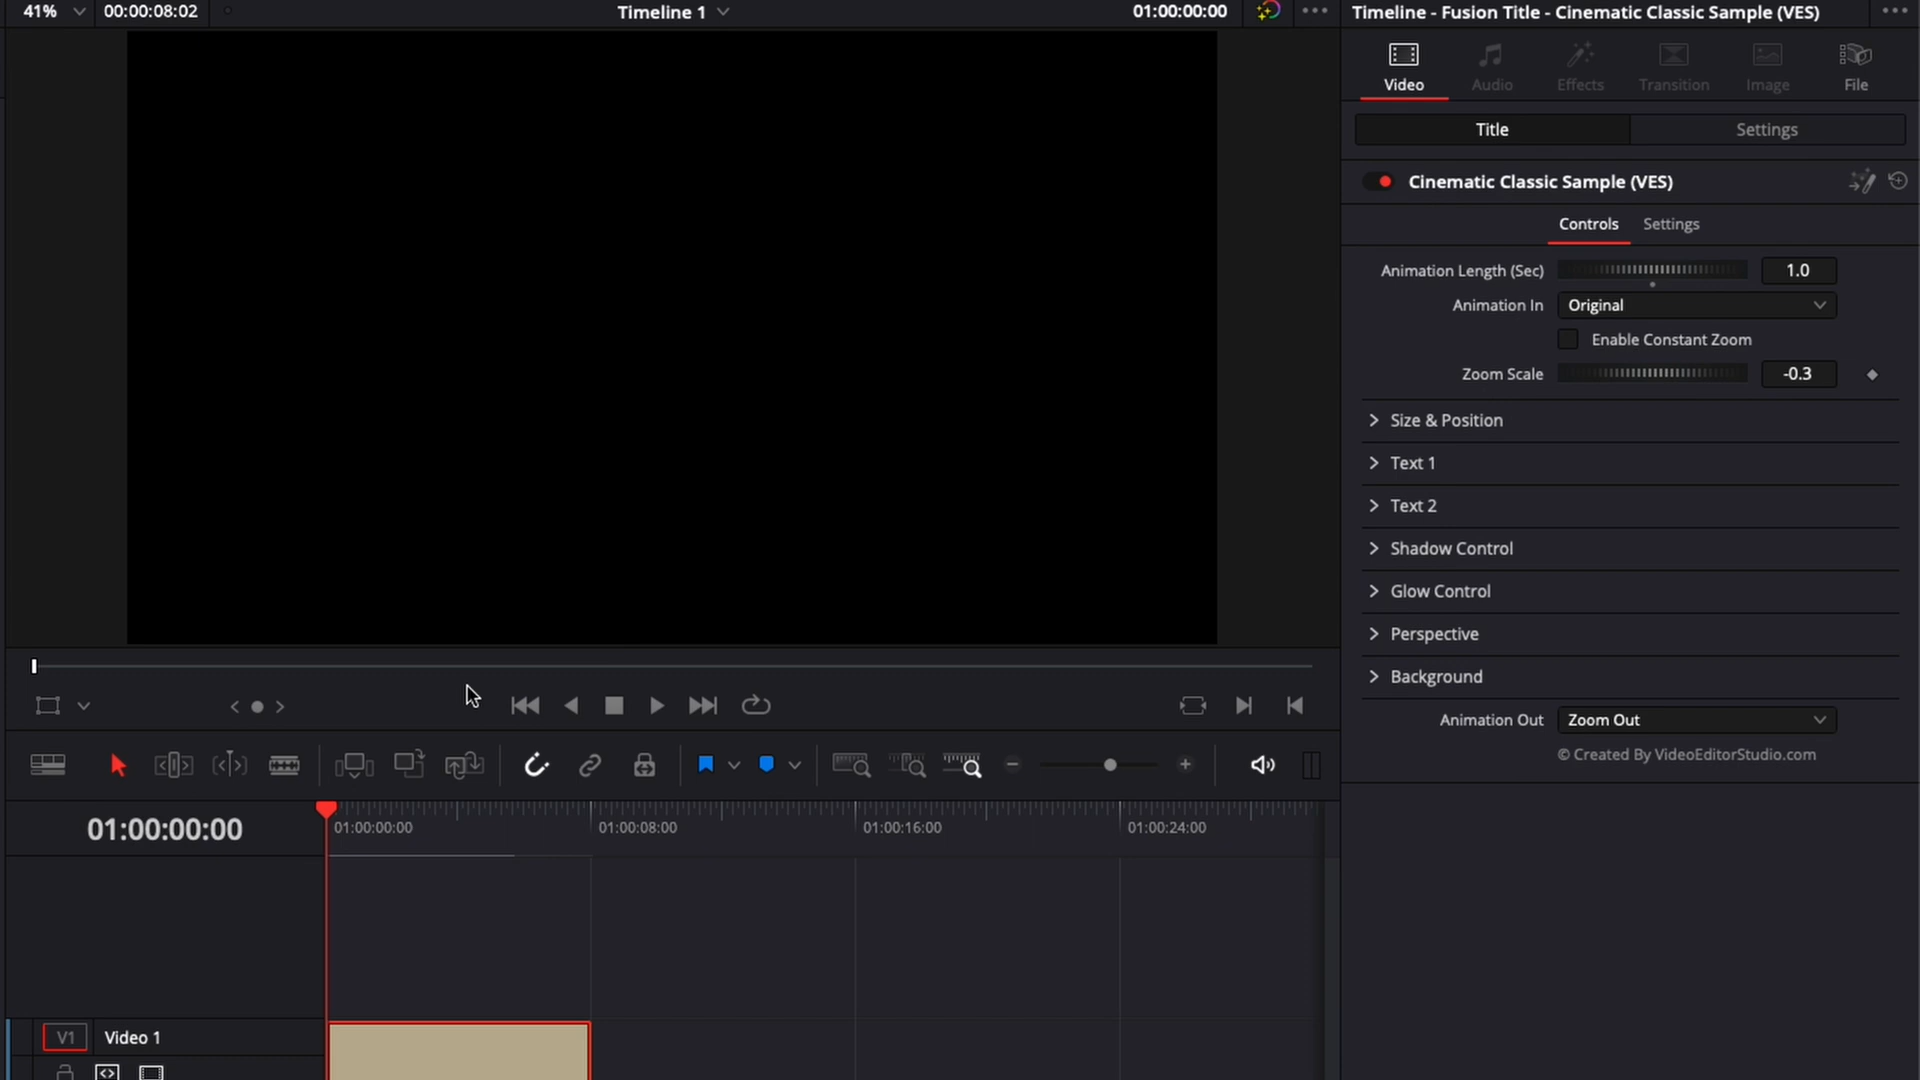 41% 00:00:08:02 Timeline 1 01:00:00:00 Timeline - Fusion Title - Cinematic Classic Sample (VES)
Video Audio Effects Transition Image File
Title Settings
Cinematic Classic Sample (VES)
Controls Settings
Animation Length (Sec) 1.0
Animation In Original
Enable Constant Zoom
Zoom Scale -0.3
Size & Position
Text 1
Text 2
Shadow Control
Glow Control
Perspective
Background
Animation Out Zoom Out
© Created By VideoEditorStudio.com
01:00:00:00 01:00:00:00 01:00:08:00 01:00:16:00 01:00:24:00
V1 Video 1